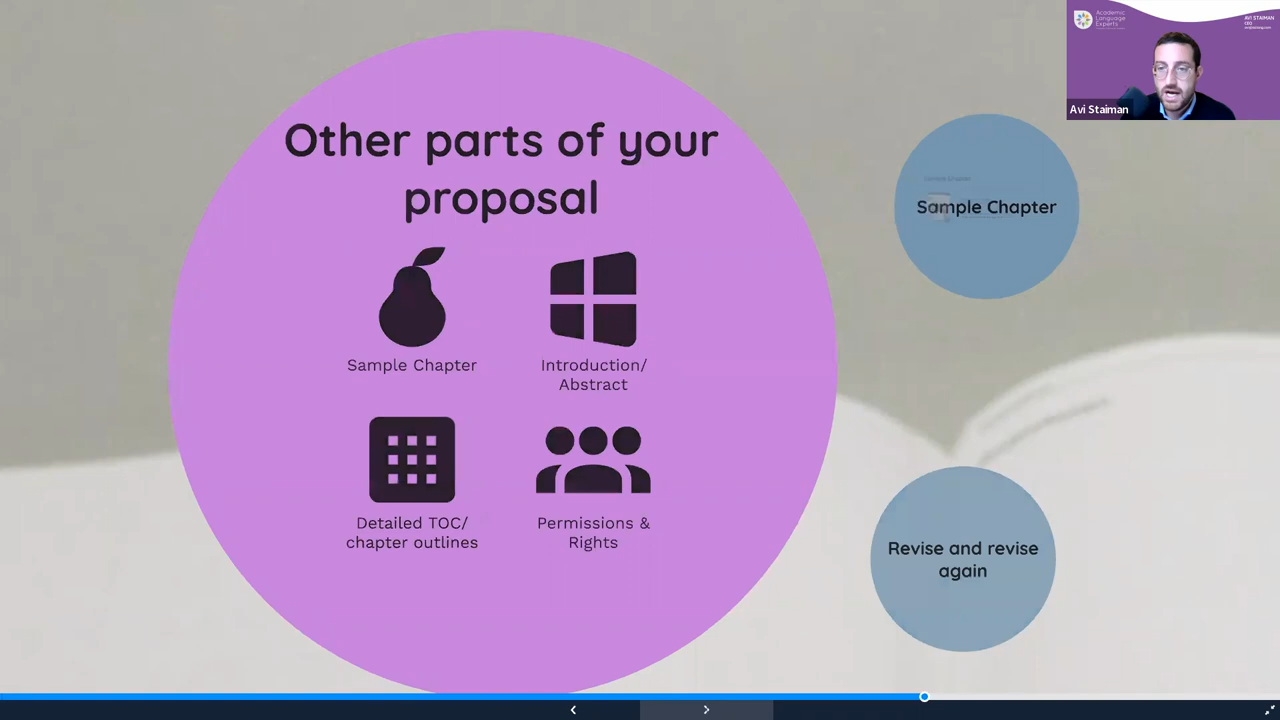 Other parts of your
proposal
Sample Chapter
Introduction/
Abstract
Detailed TOC/
chapter outlines
Permissions &
Rights
Sample Chapter
Revise and revise
again
Academic
Language
Experts
AVI STAIMAN
CEO
Avi Staiman